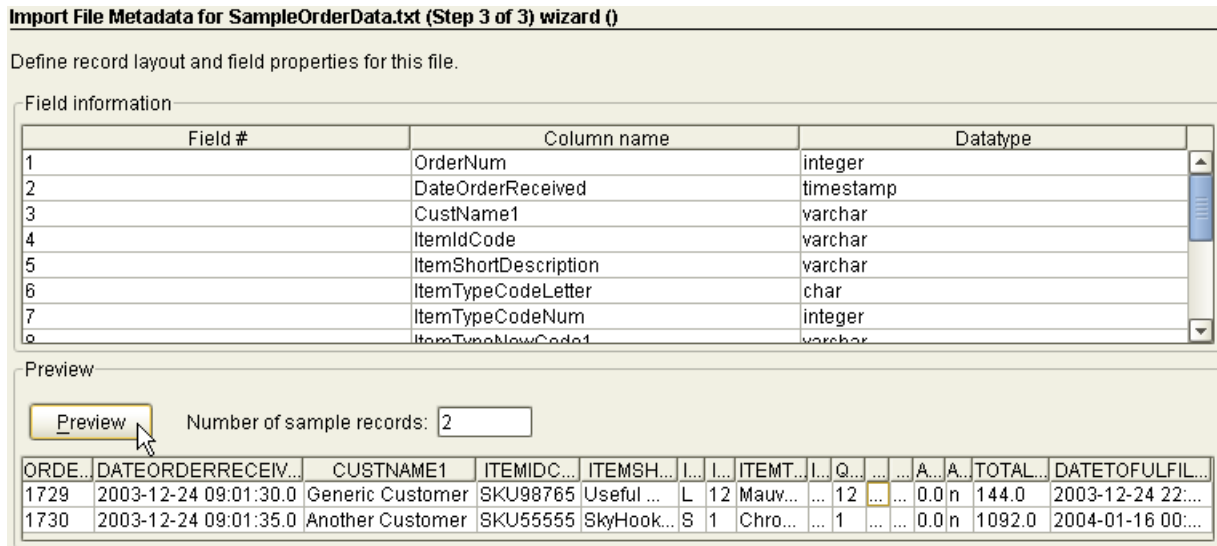 Import File Metadata for SampleOrderData.txt (Step 3 of 3) wizard ()
Define record layout and field properties for this file.
Field information
Field # Column name Datatype
1 OrderNum integer
2 DateOrderReceived timestamp
3 CustName1 varchar
4 ItemIdCode varchar
5 ItemShortDescription varchar
6 ItemTypeCodeLetter char
7 ItemTypeCodeNum integer
8 ItemTypeNewCode1 varchar
Preview
Preview Number of sample records: 2
ORDE... DATEORDERRECEIV... CUSTNAME1 ITEMIDC... ITEMSH... I... I... ITEMT... I... Q... ... ... A... A... TOTAL... DATETOFULFIL...
1729 2003-12-24 09:01:30.0 Generic Customer SKU98765 Useful ... L 12 Mauv... ... 12 ... ... 0.0 n 144.0 2003-12-24 22:...
1730 2003-12-24 09:01:35.0 Another Customer SKU55555 SkyHook... S 1 Chro... ... 1 ... ... 0.0 n 1092.0 2004-01-16 00:...